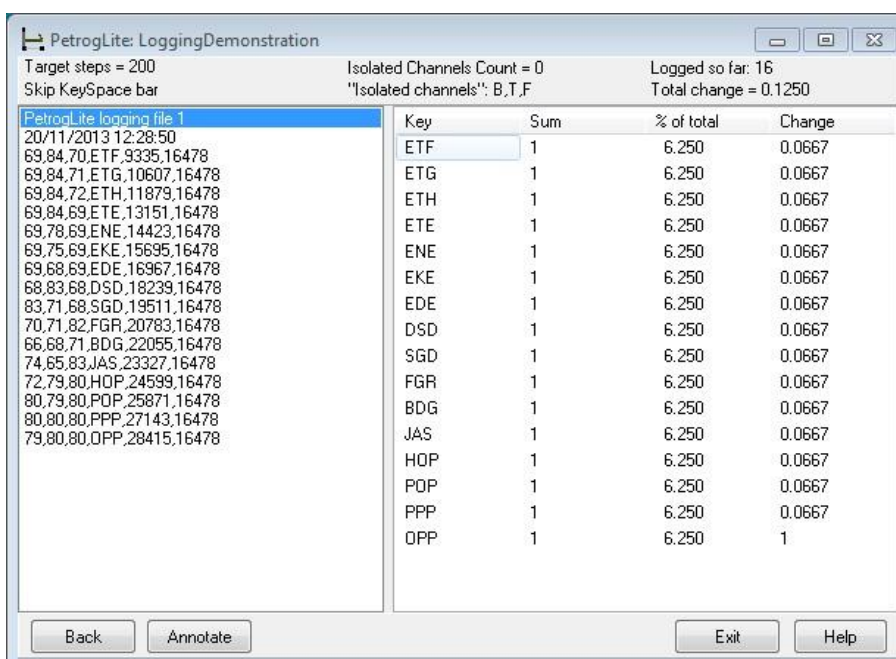 PetrogLite: LoggingDemonstration
Target steps = 200
Isolated Channels Count = 0
Logged so far: 16
Skip KeySpace bar
"Isolated channels": B,T,F
Total change = 0.1250
PetrogLite logging file 1
20/11/2013 12:28:50
69,84,70,ETF,9335,16478
69,84,71,ETG,10607,16478
69,84,72,ETH,11879,16478
69,84,69,ETE,13151,16478
69,78,69,ENE,14423,16478
69,75,69,EKE,15695,16478
69,68,69,EDE,16967,16478
68,83,68,DSD,18239,16478
83,71,68,SGD,19511,16478
70,71,82,FGR,20783,16478
66,68,71,BDG,22055,16478
74,65,83,JAS,23327,16478
72,79,80,HOP,24599,16478
80,79,80,POP,25871,16478
80,80,80,PPP,27143,16478
79,80,80,OPP,28415,16478
Key Sum % of total Change
ETF 1 6.250 0.0667
ETG 1 6.250 0.0667
ETH 1 6.250 0.0667
ETE 1 6.250 0.0667
ENE 1 6.250 0.0667
EKE 1 6.250 0.0667
EDE 1 6.250 0.0667
DSD 1 6.250 0.0667
SGD 1 6.250 0.0667
FGR 1 6.250 0.0667
BDG 1 6.250 0.0667
JAS 1 6.250 0.0667
HOP 1 6.250 0.0667
POP 1 6.250 0.0667
PPP 1 6.250 0.0667
OPP 1 6.250 1
Back
Annotate
Exit
Help